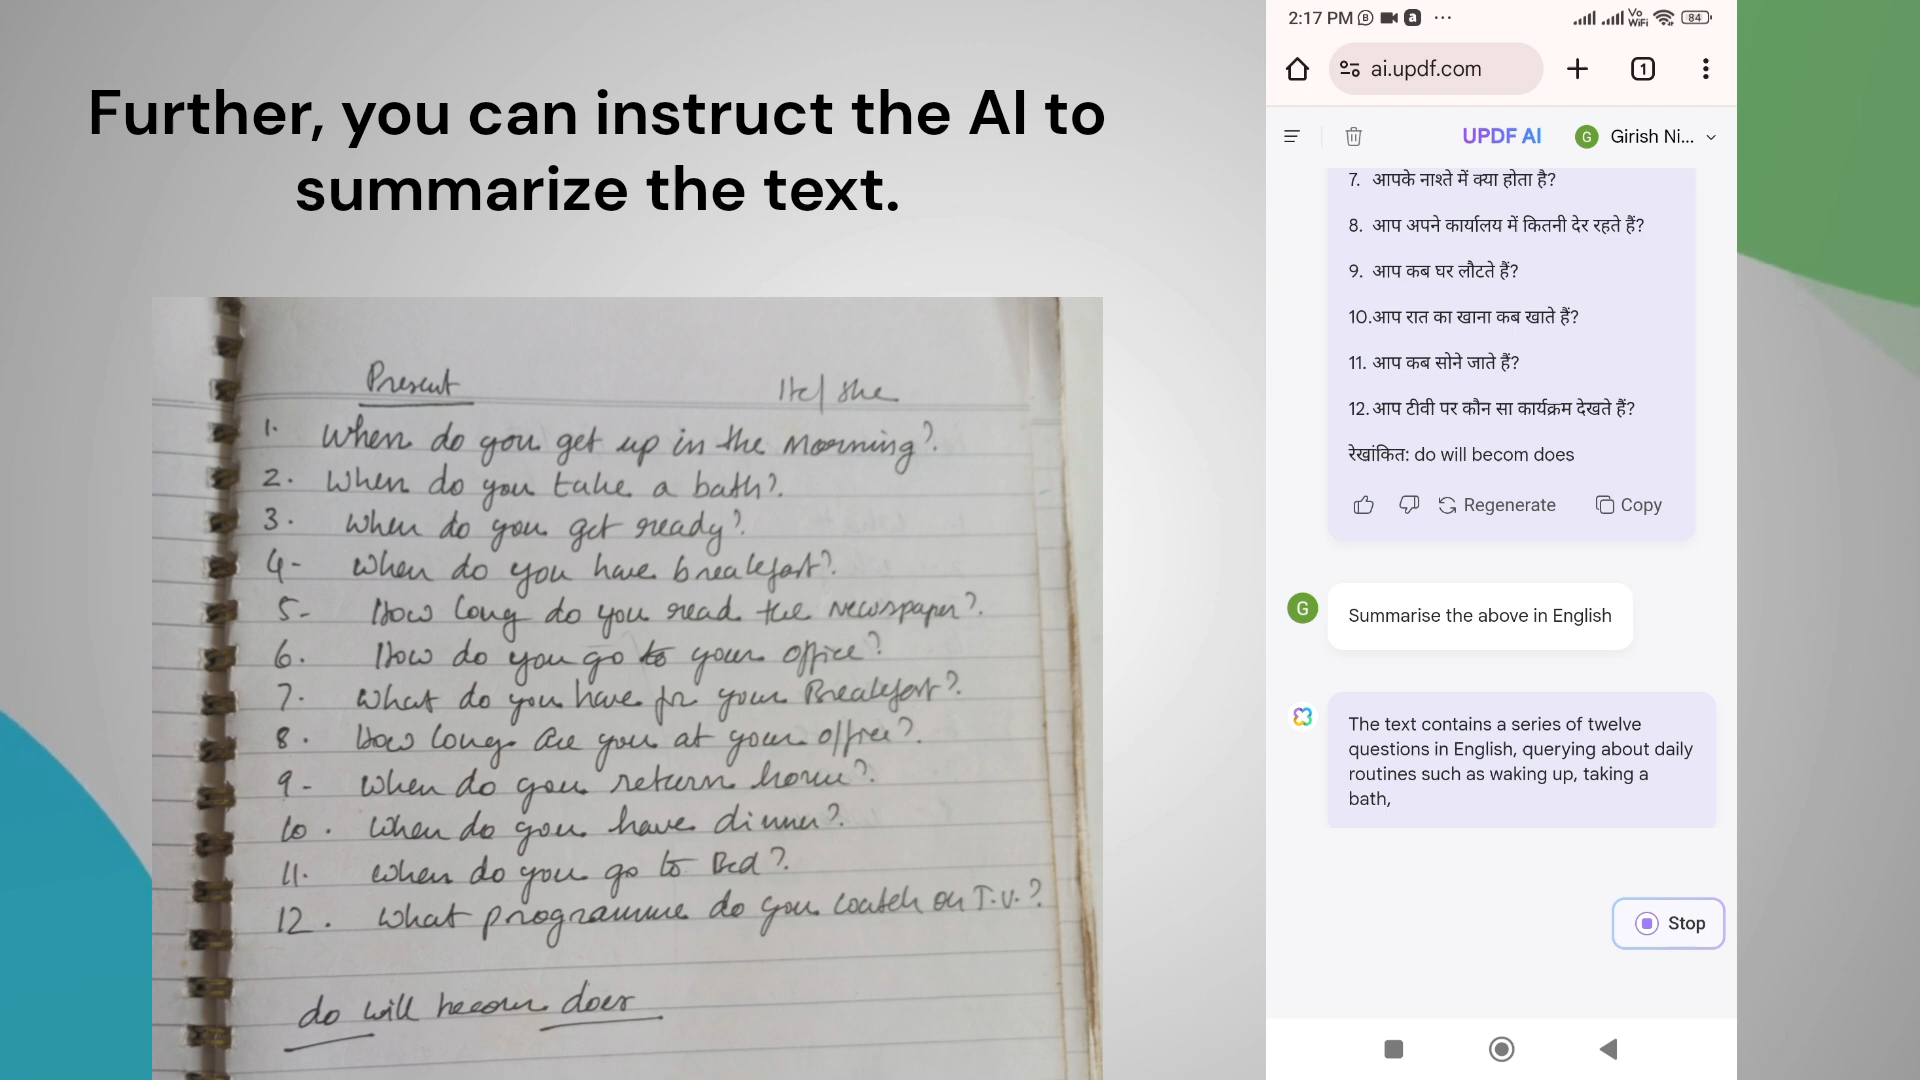 Further, you can instruct the AI to
summarize the text.
Present
He/she
1. When do you get up in the Morning?
2. When do you take a bath?
3. When do you get ready?
4- When do you have breakfast?
5- How long do you read the Newspaper?
6. How do you go to your office?
7. What do you have for your Breakfast?
8. How long are you at your office?
9- When do you return home?
10. When do you have dinner?
11. When do you go to Bed?
12. What programme do you watch on T.V.?
do will becom does
2:17 PM
Vo WiFi
84
ai.updf.com
1
UPDF AI
G Girish Ni...
7. आपके नाश्ते में क्या होता है?
8. आप अपने कार्यालय में कितनी देर रहते हैं?
9. आप कब घर लौटते हैं?
10.आप रात का खाना कब खाते हैं?
11. आप कब सोने जाते हैं?
12. आप टीवी पर कौन सा कार्यक्रम देखते हैं?
रेखांकित: do will becom does
Regenerate Copy
G Summarise the above in English
The text contains a series of twelve
questions in English, querying about daily
routines such as waking up, taking a
bath,
Stop